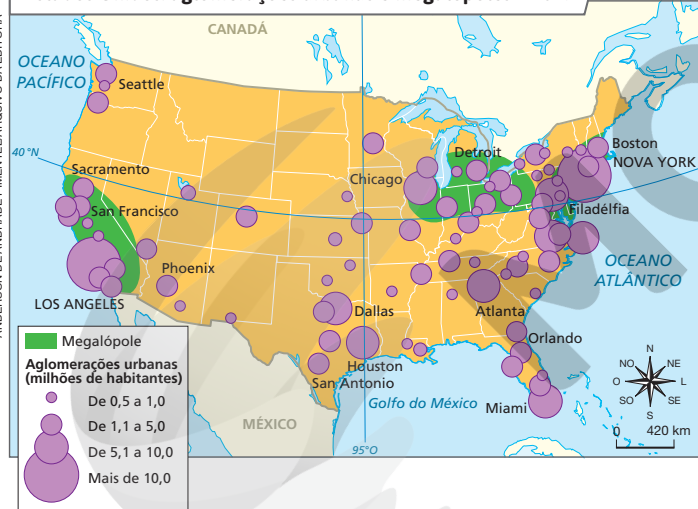 CANADÁ
OCEANO
PACÍFICO
Seattle
40 °N
Boston
NOVA YORK
Detroit
Chicago
Sacramento
San Francisco
Filadélfia
Phoenix
OCEANO
ATLÂNTICO
LOS ANGELES
Dallas
Atlanta
Orlando
Houston
San Antonio
Golfo do México
Miami
MÉXICO
95°O
N
NO
NE
O
L
SO
SE
S
0
420 km
Megalópole
Aglomerações urbanas
(milhões de habitantes)
De 0,5 a 1,0
De 1,1 a 5,0
De 5,1 a 10,0
Mais de 10,0